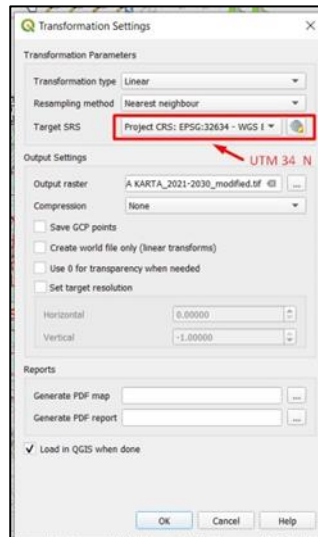 Transformation Settings
Transformation Parameters
Transformation type Linear
Resampling method Nearest neighbour
Target SRS Project CRS: EPSG:32634 - WGS
UTM 34 N
Output Settings
Output raster A KARTA_2021-2030_modified.tif ...
Compression None
Save GCP points
Create world file only (linear transforms)
Use 0 for transparency when needed
Set target resolution
Horizontal 0.00000
Vertical -1.00000
Reports
Generate PDF map ...
Generate PDF report ...
Load in QGIS when done
OK Cancel Help